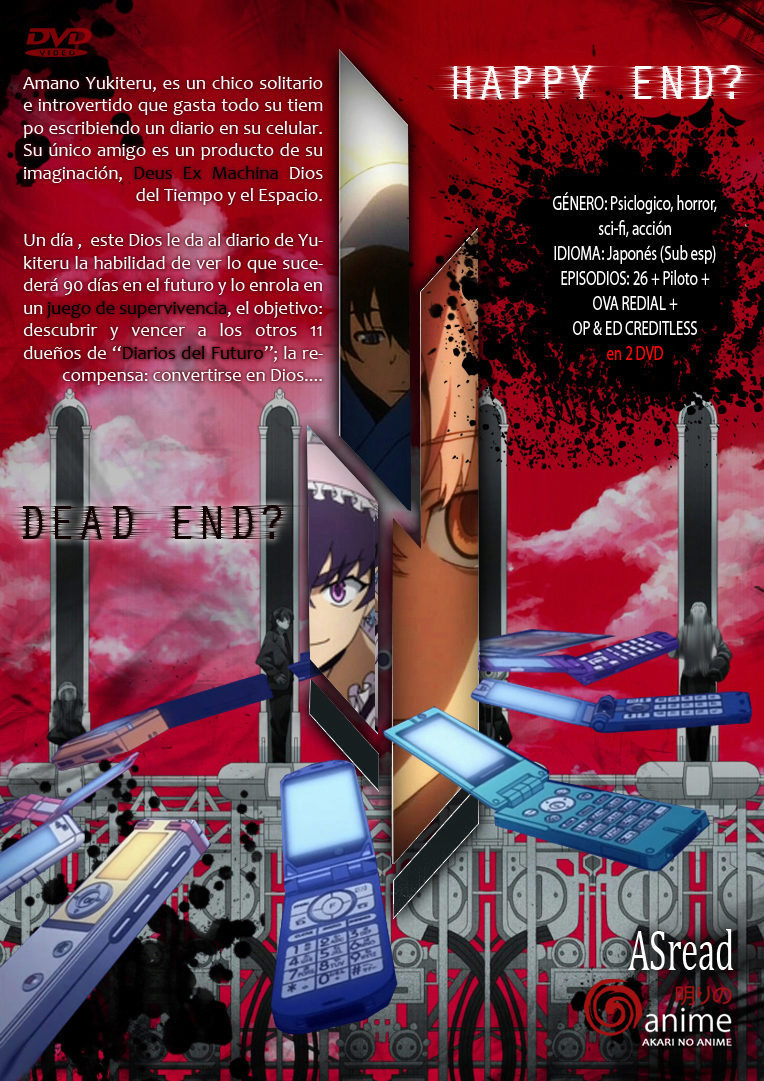 DVD
VIDEO
Amano Yukiteru, es un chico solitario
e introvertido que gasta todo su tiem
po escribiendo un diario en su celular.
Su único amigo es un producto de su
imaginación, Deus Ex Machina Dios
del Tiempo y el Espacio.
Un día , este Dios le da al diario de Yu-
kiteru la habilidad de ver lo que suce-
derá 90 días en el futuro y lo enrola en
un juego de supervivencia, el objetivo:
descubrir y vencer a los otros 11
dueños de “Diarios del Futuro”; la re-
compensa: convertirse en Dios....
HAPPY END?
GÉNERO: Psiclogico, horror,
sci-fi, acción
IDIOMA: Japonés (Sub esp)
EPISODIOS: 26 + Piloto +
OVA REDIAL +
OP & ED CREDITLESS
en 2 DVD
DEAD END?
ASread
明りの
anime
AKARI NO ANIME